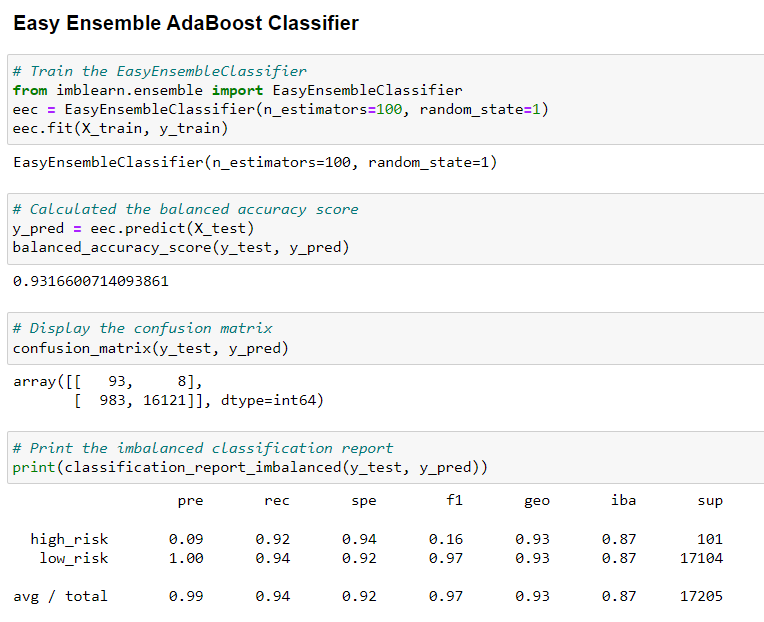 Easy Ensemble AdaBoost Classifier
# Train the EasyEnsembleClassifier
from imblearn.ensemble import EasyEnsembleClassifier
eec = EasyEnsembleClassifier(n_estimators=100, random_state=1)
eec.fit(X_train, y_train)
EasyEnsembleClassifier(n_estimators=100, random_state=1)
# Calculated the balanced accuracy score
y_pred = eec.predict(X_test)
balanced_accuracy_score(y_test, y_pred)
0.9316600714093861
# Display the confusion matrix
confusion_matrix(y_test, y_pred)
array([[   93,     8],
       [  983, 16121]], dtype=int64)
# Print the imbalanced classification report
print(classification_report_imbalanced(y_test, y_pred))
pre rec spe f1 geo iba sup
high_risk 0.09 0.92 0.94 0.16 0.93 0.87 101
low_risk 1.00 0.94 0.92 0.97 0.93 0.87 17104
avg / total 0.99 0.94 0.92 0.97 0.93 0.87 17205